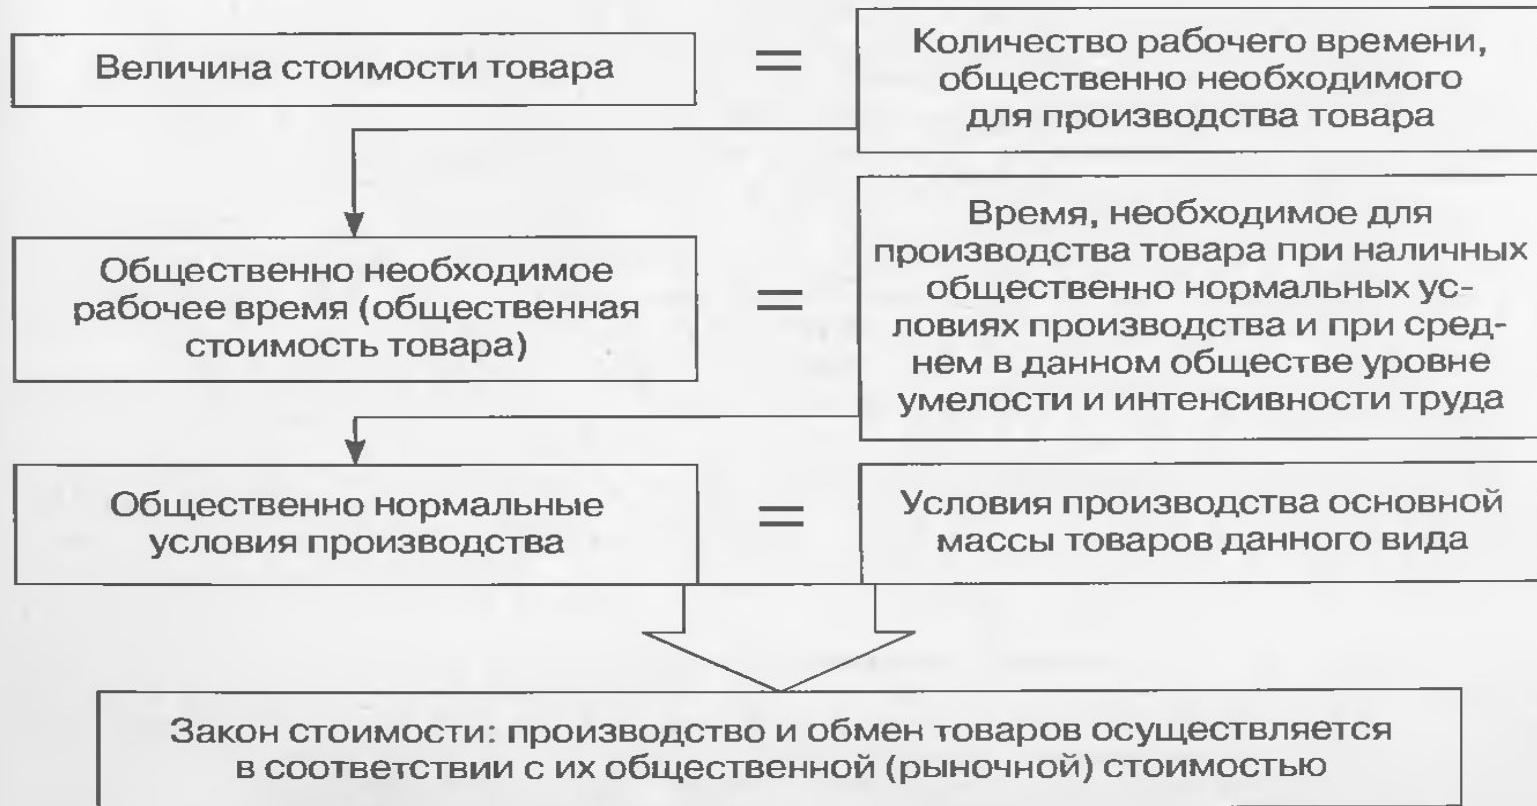 Величина стоимости товара
=
Количество рабочего времени,
общественно необходимого
для производства товара
Общественно необходимое
рабочее время (общественная
стоимость товара)
=
Время, необходимое для
производства товара при наличных
общественно нормальных ус-
ловиях производства и при сред-
нем в данном обществе уровне
умелости и интенсивности труда
Общественно нормальные
условия производства
=
Условия производства основной
массы товаров данного вида
Закон стоимости: производство и обмен товаров осуществляется
в соответствии с их общественной (рыночной) стоимостью